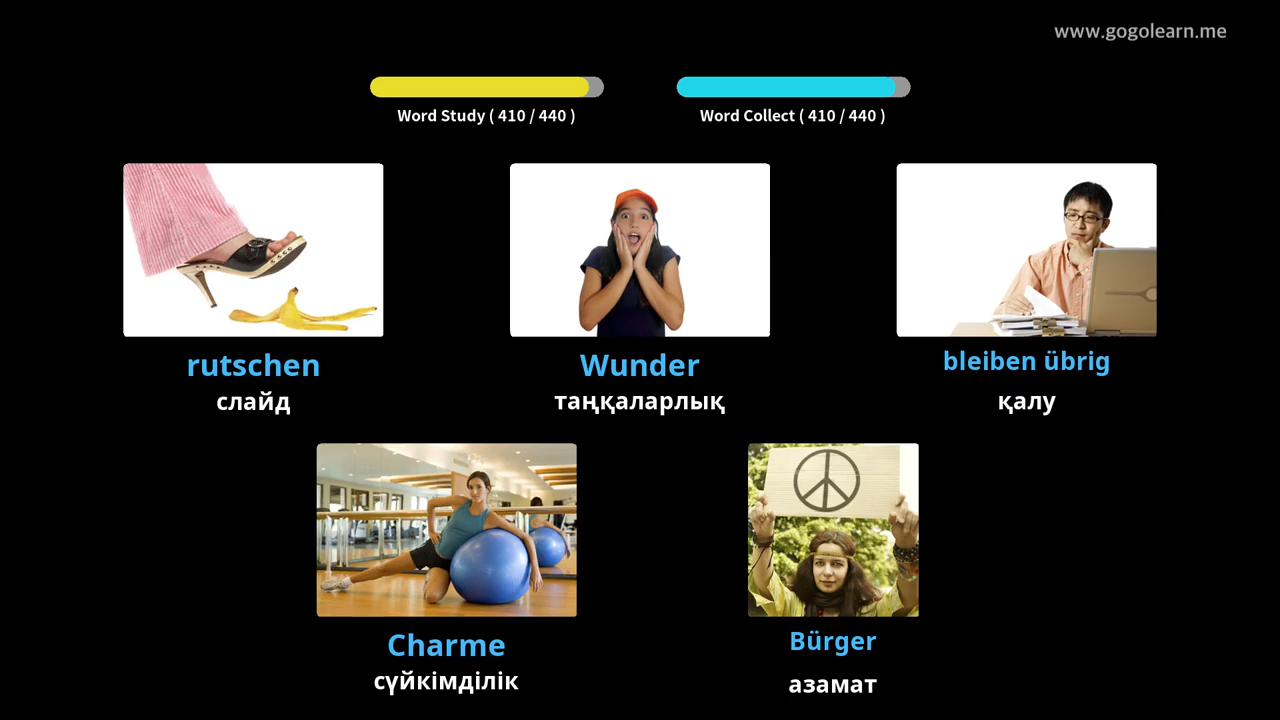 www.gogolearn.me
Word Study ( 410 / 440 )
Word Collect ( 410 / 440 )
rutschen
слайд
Wunder
таңқаларлық
bleiben übrig
қалу
Charme
сүйкімділік
Bürger
азамат